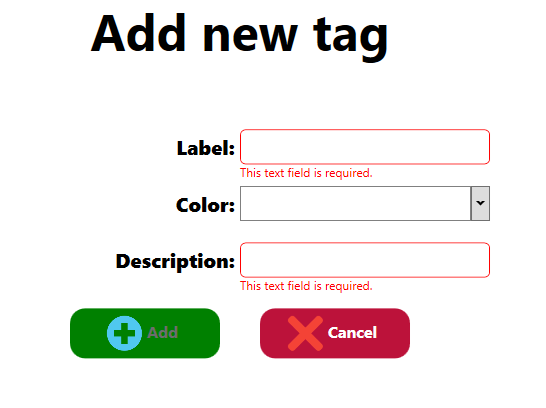 Add new tag
Label:
This text field is required.
Color:
Description:
This text field is required.
Add
Cancel